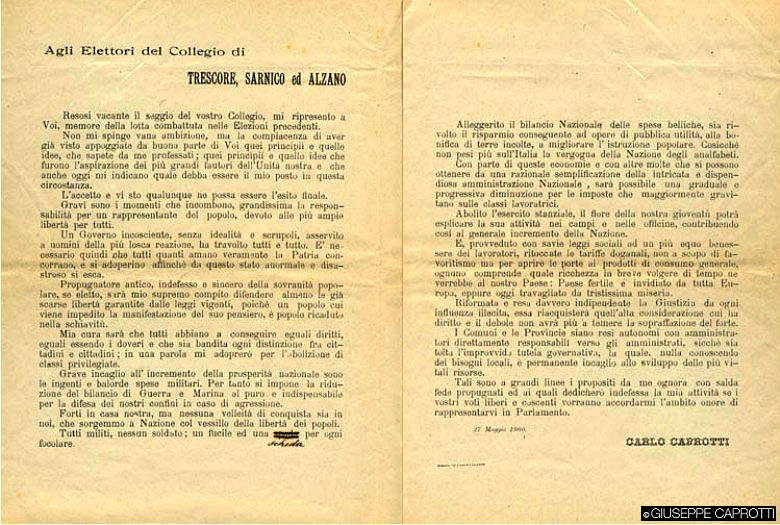 Agli Elettori del Collegio di
TRESCORE, SARNICO ed ALZANO
Resosi vacante il seggio del vostro Collegio, mi ripresento a
Voi, memore della lotta combattuta nelle Elezioni precedenti.
Non mi spinge vana ambizione, ma la compiacenza di aver
già visto appoggiate da buona parte di Voi quei principii e quelle
idee, che sapete da me professati; quei principii e quelle idee che
furono l'aspirazione dei più grandi fautori dell'Unità nostra e che
anche oggi mi indicano quale debba essere il mio posto in questa
circostanza.
L'accetto e vi sto qualunque ne possa essere l'esito finale.
Gravi sono i momenti che incombono, grandissima la respon-
sabilità per un rappresentante del popolo, devoto alle più ampie
libertà per tutti.
Un Governo incosciente, senza idealità e scrupoli, asservito
a uomini della più losca reazione, ha travolto tutti e tutto. E' ne-
cessario quindi che tutti quanti amano veramente la Patria con-
corrano, e si adoperino affinchè da questo stato anormale e disa-
stroso si esca.
Propugnatore antico, indefesso e sincero della sovranità popo-
lare, se eletto, sarà mio supremo compito difendere almeno le già
scarse libertà garantite dalle leggi vigenti, poichè un popolo cui
viene impedito la manifestazione del suo pensiero, è popolo ricaduto
nella schiavitù.
Mia cura sarà che tutti abbiano a conseguire eguali diritti,
eguali essendo i doveri e che sia bandita ogni distinzione fra cit-
tadini e cittadini; in una parola mi adoprerò per l'abolizione di
classi privilegiate.
Grave incaglio all'incremento della prosperità nazionale sono
le ingenti e balorde spese militari. Per tanto si impone la ridu-
zione del bilancio di Guerra e Marina al puro e indispensabile
per la difesa dei nostri confini in caso di agressione.
Forti in casa nostra, ma nessuna velleità di conquista sia in
noi, che sorgemmo a Nazione col vessillo della libertà dei popoli.
Tutti militi, nessun soldato; un fucile ed una scheda per ogni
focolare.
Alleggerito il bilancio Nazionale delle spese belliche, sia ri-
volto il risparmio conseguente ad opere di pubblica utilità, alla bo-
nifica di terre incolte, a migliorare l'istruzione popolare. Cosicchè
non pesi più sull'Italia la vergogna della Nazione degli analfabeti.
Con parte di queste economie e con altre molte che si possono
ottenere da una razionale semplificazione della intricata e dispen-
diosa amministrazione Nazionale, sarà possibile una graduale e
progressiva diminuzione per le imposte che maggiormente gravi-
tano sulle classi lavoratrici.
Abolito l'esercito stanziale, il fiore della nostra gioventù potrà
esplicare la sua attività nei campi e nelle officine, contribuendo
così al generale incremento della Nazione.
E, provveduto con savie leggi sociali ad un più equo benes-
sere dei lavoratori, ritoccate le tariffe doganali, non a scopo di fa-
voritismo ma per aprire le porte ai prodotti di consumo generale,
ognuno comprende quale ricchezza in breve volgere di tempo ne
verrebbe al nostro Paese: Paese fertile e invidiato da tutta Eu-
ropa, eppure oggi travagliato da tristissima miseria.
Riformata e resa davvero indipendente la Giustizia da ogni
influenza illecita, essa riacquisterà quell'alta considerazione cui ha
diritto e il debole non avrà più a temere la sopraffazione del forte.
I Comuni e le Provincie siano resi autonomi con amministra-
tori direttamente responsabili verso gli amministrati, sicchè sia
tolta l'improvvida tutela governativa, la quale, nulla conoscendo
dei bisogni locali, è permanente incaglio allo sviluppo delle più vi-
tali risorse.
Tali sono a grandi linee i propositi da me ognora con salda
fede propugnati ed ai quali dedicherò indefessa la mia attività se i
vostri voti liberi e coscenti vorranno accordarmi l'ambito onore di
rappresentarvi in Parlamento.
27 Maggio 1900.
CARLO CAPROTTI
©GIUSEPPE CAPROTTI